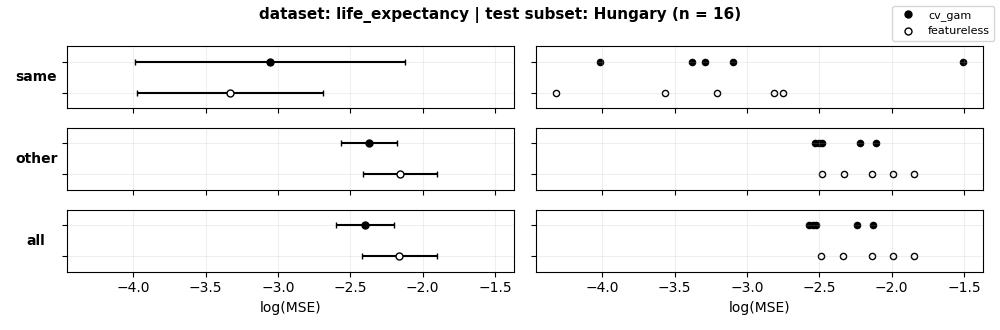 dataset: life_expectancy | test subset: Hungary (n = 16)
cv_gam
featureless
same
other
all
−4.0 −3.5 −3.0 −2.5 −2.0 −1.5
log(MSE)
−4.0 −3.5 −3.0 −2.5 −2.0 −1.5
log(MSE)